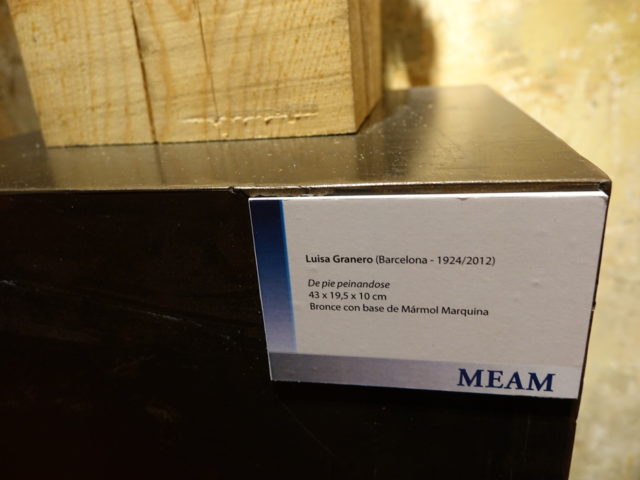 Luisa Granero (Barcelona - 1924/2012)
De pie peinandose
43 x 19,5 x 10 cm
Bronce con base de Mármol Marquina
MEAM